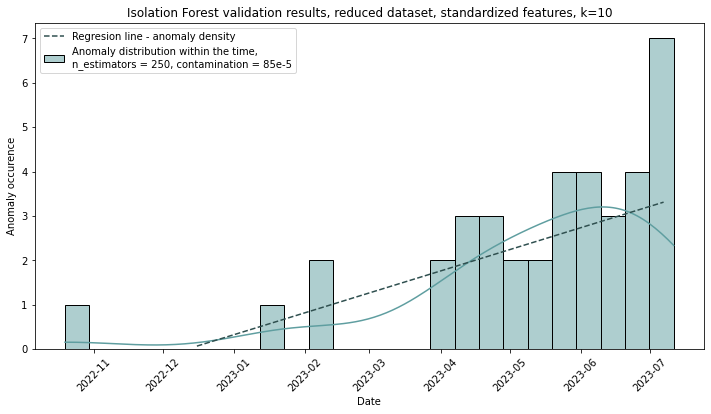 Isolation Forest validation results, reduced dataset, standardized features, k=10
Regresion line - anomaly density
Anomaly distribution within the time,
n_estimators = 250, contamination = 85e-5
Anomaly occurence
7
6
5
4
3
2
1
0
2022-11
2022-12
2023-01
2023-02
2023-03
2023-04
2023-05
2023-06
2023-07
Date